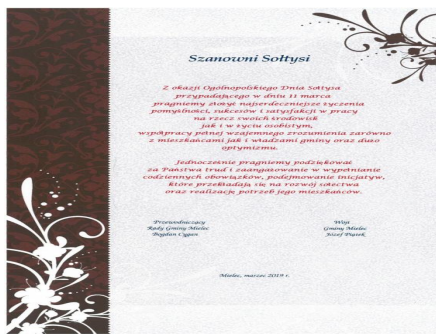 Szanowni Sołtysi
Z okazji Ogólnopolskiego Dnia Sołtysa
przypadającego w dniu 11 marca
pragniemy złożyć najserdeczniejsze życzenia
pomyślności, sukcesów i satysfakcji w pracy
na rzecz swoich środowisk
jak i w życiu osobistym,
współpracy pełnej wzajemnego zrozumienia zarówno
z mieszkańcami jak i władzami gminy oraz dużo
optymizmu.
Jednocześnie pragniemy podziękować
za Państwa trud i zaangażowanie w wypełnianie
codziennych obowiązków, podejmowanie inicjatyw,
które przekładają się na rozwój sołectwa
oraz realizację potrzeb jego mieszkańców.
Przewodniczący
Rady Gminy Mielec
Bogdan Cygan
Wójt
Gminy Mielec
Józef Piątek
Mielec, marzec 2019 r.